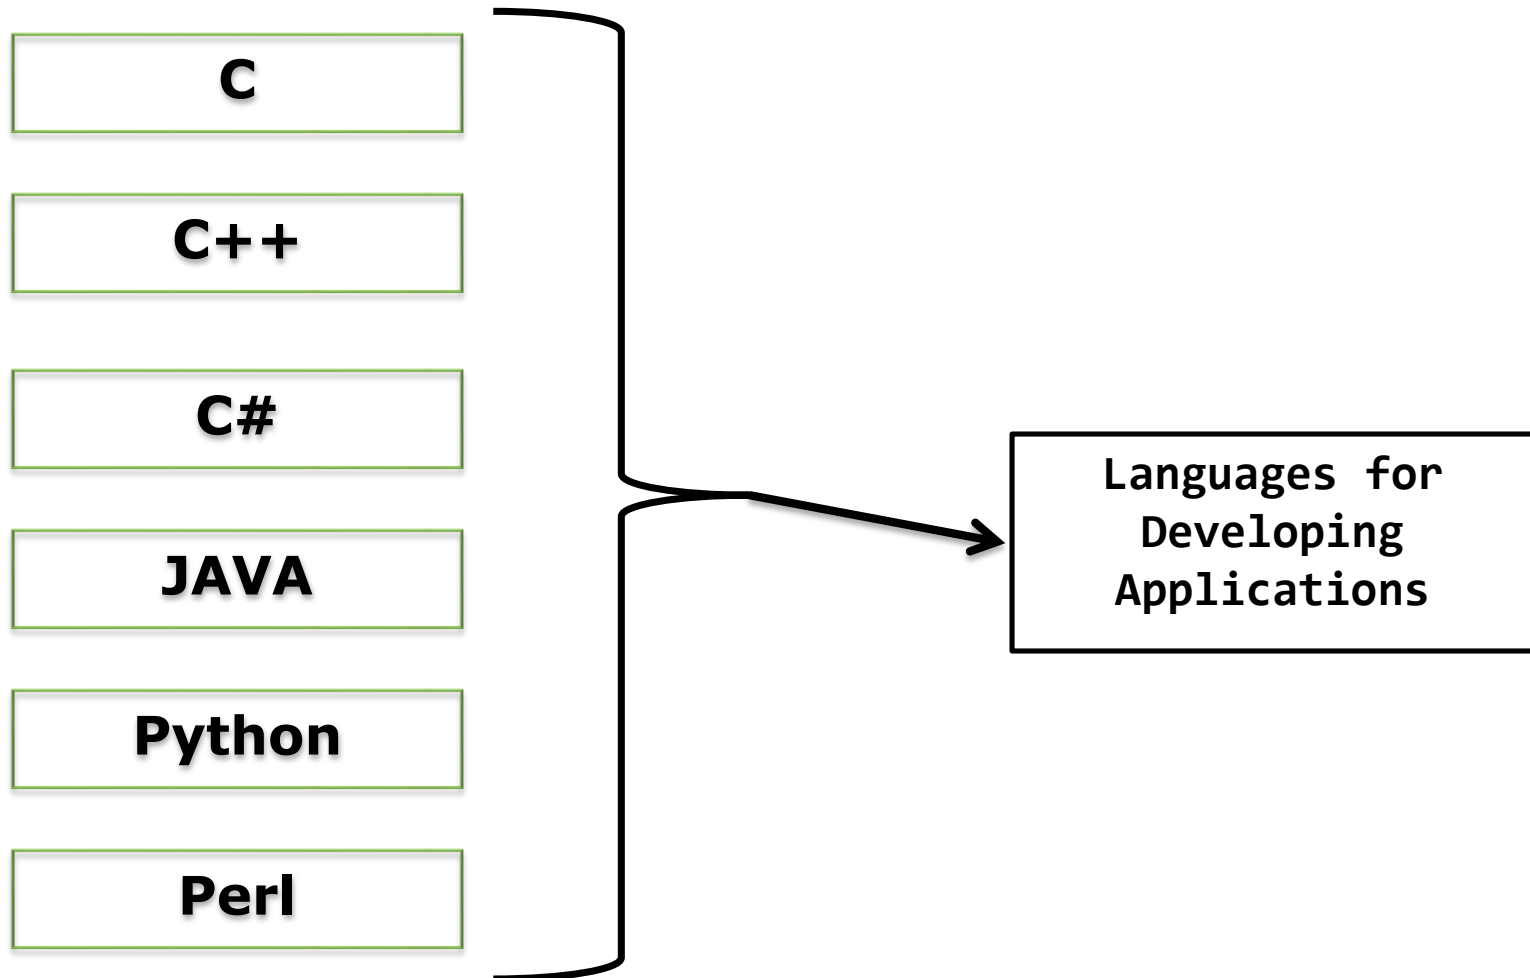 C
C++
C#
JAVA
Python
Perl
Languages for
Developing
Applications